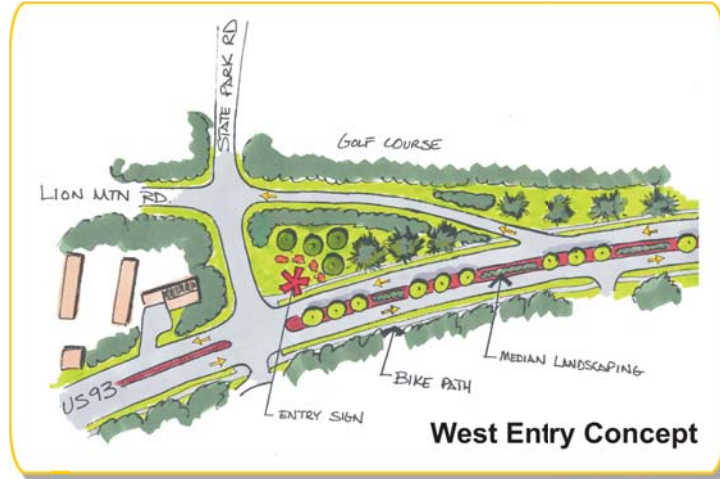 STATE PARK RD
GOLF COURSE
LION MTN RD.
US93
MEDIAN LANDSCAPING
BIKE PATH
ENTRY SIGN
West Entry Concept